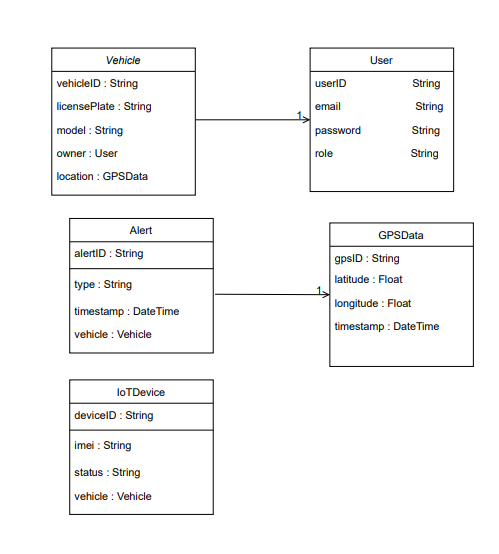 Vehicle
vehicleID : String
licensePlate : String
model : String
owner : User
location : GPSData
1
User
userID String
email String
password String
role String
Alert
alertID : String
type : String
timestamp : DateTime
vehicle : Vehicle
1
GPSData
gpsID : String
latitude : Float
longitude : Float
timestamp : DateTime
IoTDevice
deviceID : String
imei : String
status : String
vehicle : Vehicle